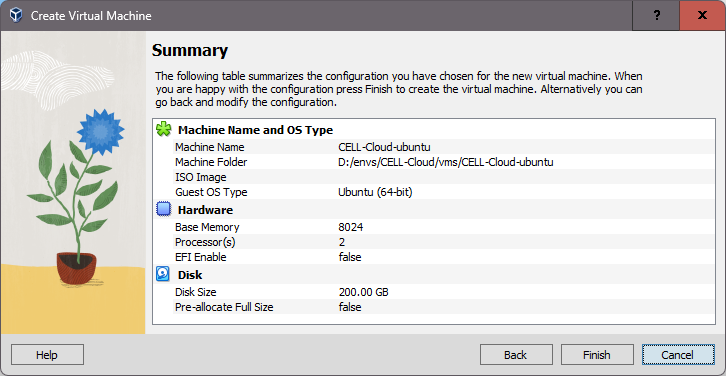 Create Virtual Machine
?
X
Summary
The following table summarizes the configuration you have chosen for the new virtual machine. When
you are happy with the configuration press Finish to create the virtual machine. Alternatively you can
go back and modify the configuration.
Machine Name and OS Type
Machine Name CELL-Cloud-ubuntu
Machine Folder D:/envs/CELL-Cloud/vms/CELL-Cloud-ubuntu
ISO Image
Guest OS Type Ubuntu (64-bit)
Hardware
Base Memory 8024
Processor(s) 2
EFI Enable false
Disk
Disk Size 200.00 GB
Pre-allocate Full Size false
Help Back Finish Cancel